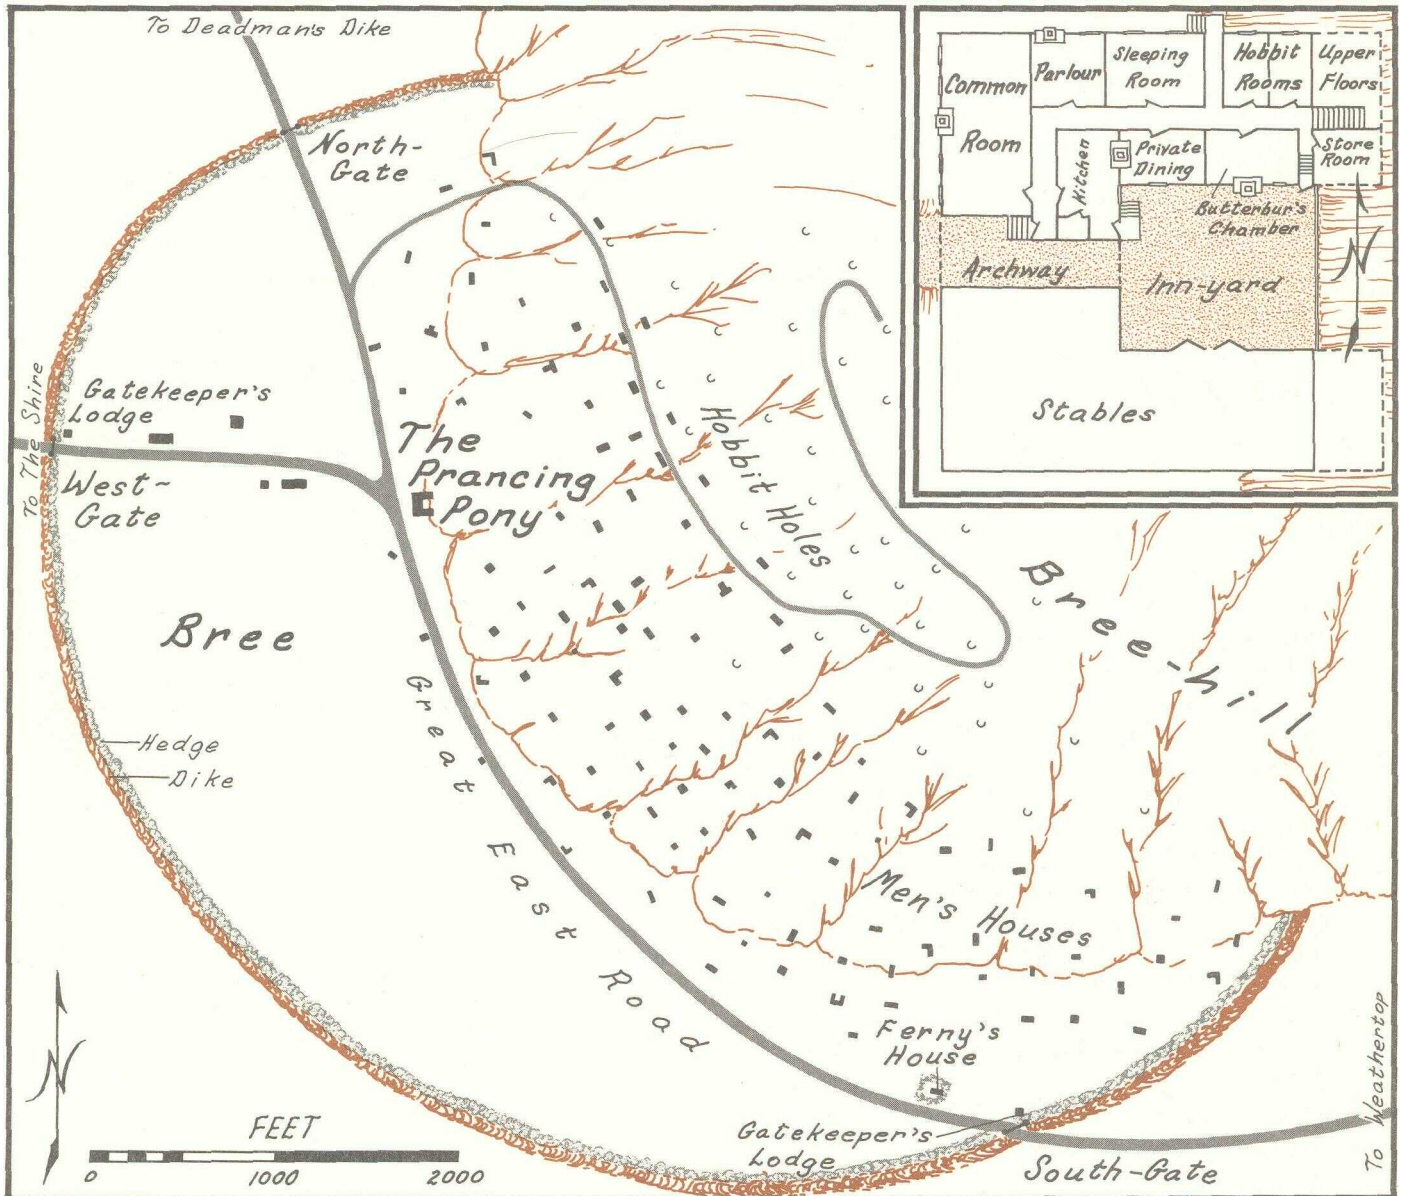 To Deadman's Dike
North-
Gate
To The Shire
Gatekeeper's
Lodge
West-
Gate
The
Prancing
Pony
Hobbit Holes
Bree-hill
Bree
Hedge
Dike
Great East Road
Men's Houses
Ferny's
House
Gatekeeper's
Lodge
South-Gate
To Weathertop
N
FEET
0 1000 2000
Common
Room
Parlour
Sleeping
Room
Hobbit
Rooms
Upper
Floors
Kitchen
Private
Dining
Store
Room
Butterbur's
Chamber
Archway
Inn-yard
N
Stables